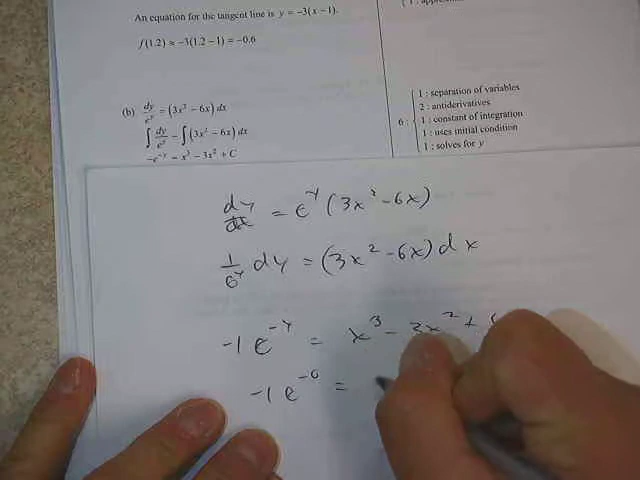 An equation for the tangent line is y = −3(x − 1).
f(1.2) ≈ −3(1.2 − 1) = −0.6
(b) dy/e^y = (3x² − 6x) dx
∫ dy/e^y = ∫ (3x² − 6x) dx
−e^−y = x³ − 3x² + C
6 : { 1 : separation of variables
2 : antiderivatives
1 : constant of integration
1 : uses initial condition
1 : solves for y
dy/dx = e^y (3x² − 6x)
1/e^y dy = (3x² − 6x) dx
−1 e^−y = x³ − 3x² +
−1 e^−0 =